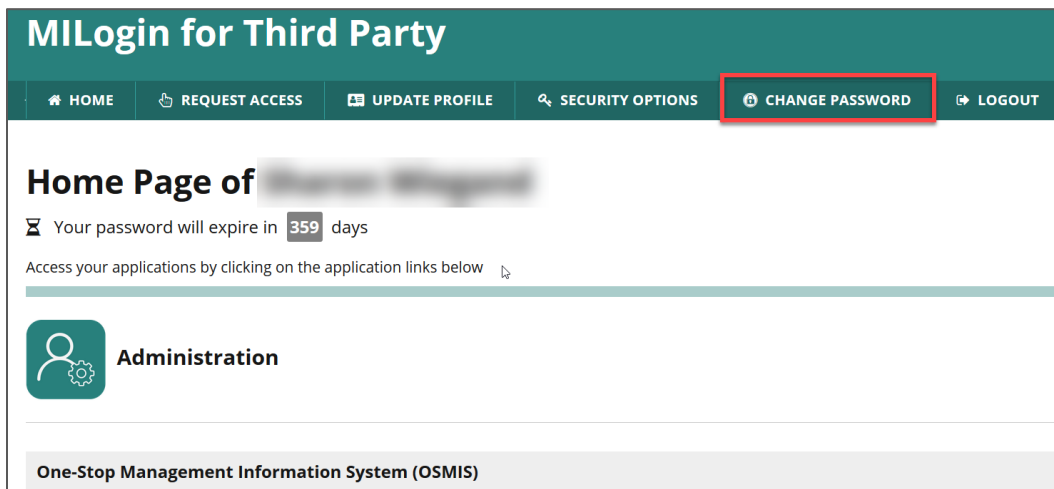 MILogin for Third Party
HOME REQUEST ACCESS UPDATE PROFILE SECURITY OPTIONS CHANGE PASSWORD LOGOUT
Home Page of
Your password will expire in 359 days
Access your applications by clicking on the application links below
Administration
One-Stop Management Information System (OSMIS)